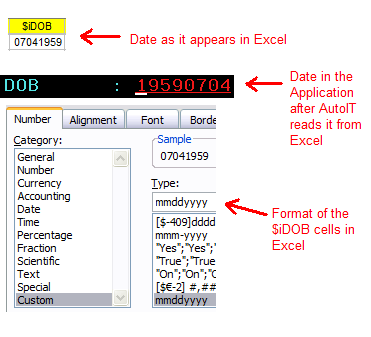 $iDOB
07041959
Date as it appears in Excel
DOB : 19590704
Date in the
Application
after AutoIT
reads it from
Excel
Number Alignment Font Borde
Category:
General
Number
Currency
Accounting
Date
Time
Percentage
Fraction
Scientific
Text
Special
Custom
Sample
07041959
Type:
mmddyyyy
[$-409]dddd
mmm-yyyy
"Yes";"Yes";"
"True";"True
"On";"On";"C
[$€-2] #,##
mmddyyyy
Format of the
$iDOB cells in
Excel